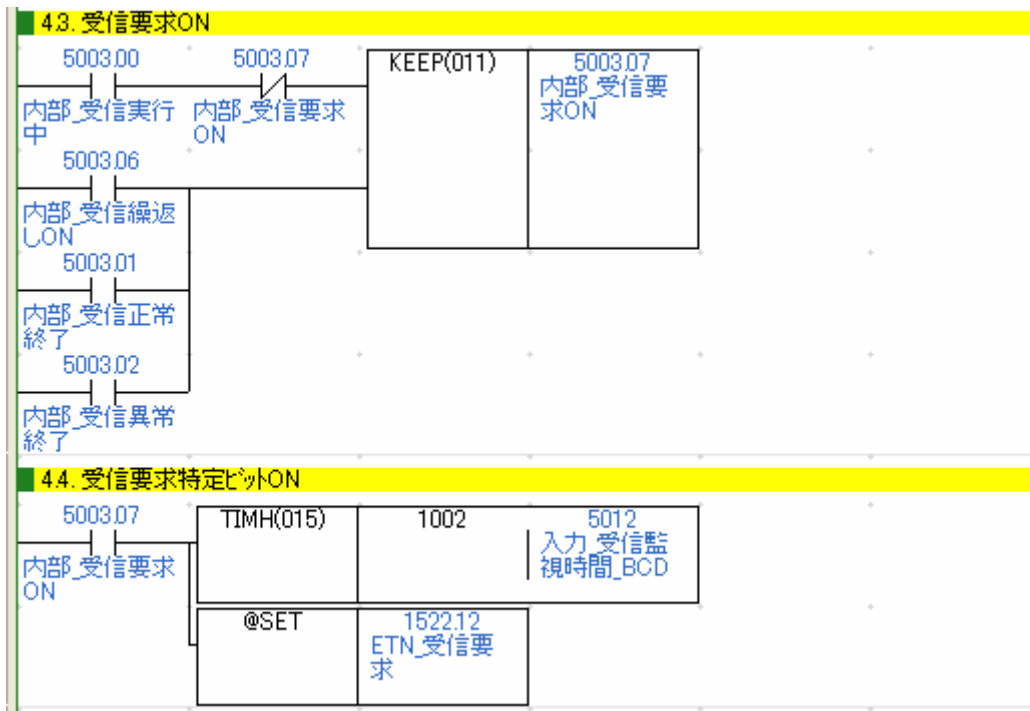 4.3. 受信要求ON
5003.00 5003.07 KEEP(011) 5003.07
内部_受信実行中 内部_受信要求ON 内部_受信要求ON
5003.06
内部_受信繰返しON
5003.01
内部_受信正常終了
5003.02
内部_受信異常終了
4.4. 受信要求特定ビットON
5003.07 TIMH(015) 1002 5012
内部_受信要求ON 入力_受信監視時間_BCD
@SET 1522.12
ETN_受信要求